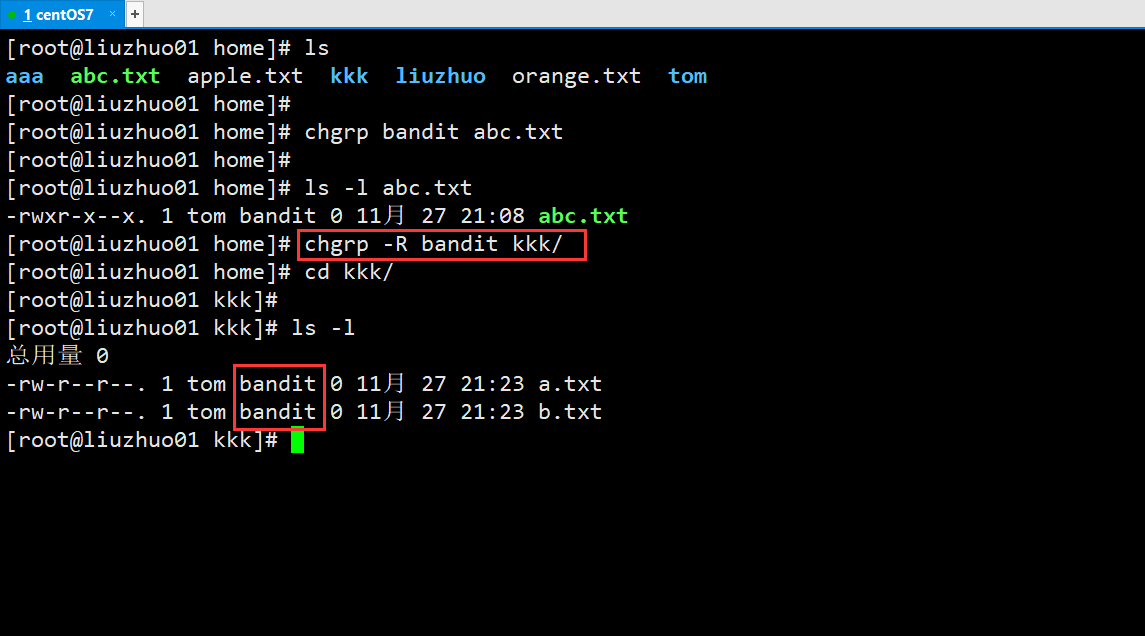 1 centOS7 × +
[root@liuzhuo01 home]# ls
aaa abc.txt apple.txt kkk liuzhuo orange.txt tom
[root@liuzhuo01 home]#
[root@liuzhuo01 home]# chgrp bandit abc.txt
[root@liuzhuo01 home]#
[root@liuzhuo01 home]# ls -l abc.txt
-rwxr-x--x. 1 tom bandit 0 11月 27 21:08 abc.txt
[root@liuzhuo01 home]# chgrp -R bandit kkk/
[root@liuzhuo01 home]# cd kkk/
[root@liuzhuo01 kkk]#
[root@liuzhuo01 kkk]# ls -l
总用量 0
-rw-r--r--. 1 tom bandit 0 11月 27 21:23 a.txt
-rw-r--r--. 1 tom bandit 0 11月 27 21:23 b.txt
[root@liuzhuo01 kkk]#